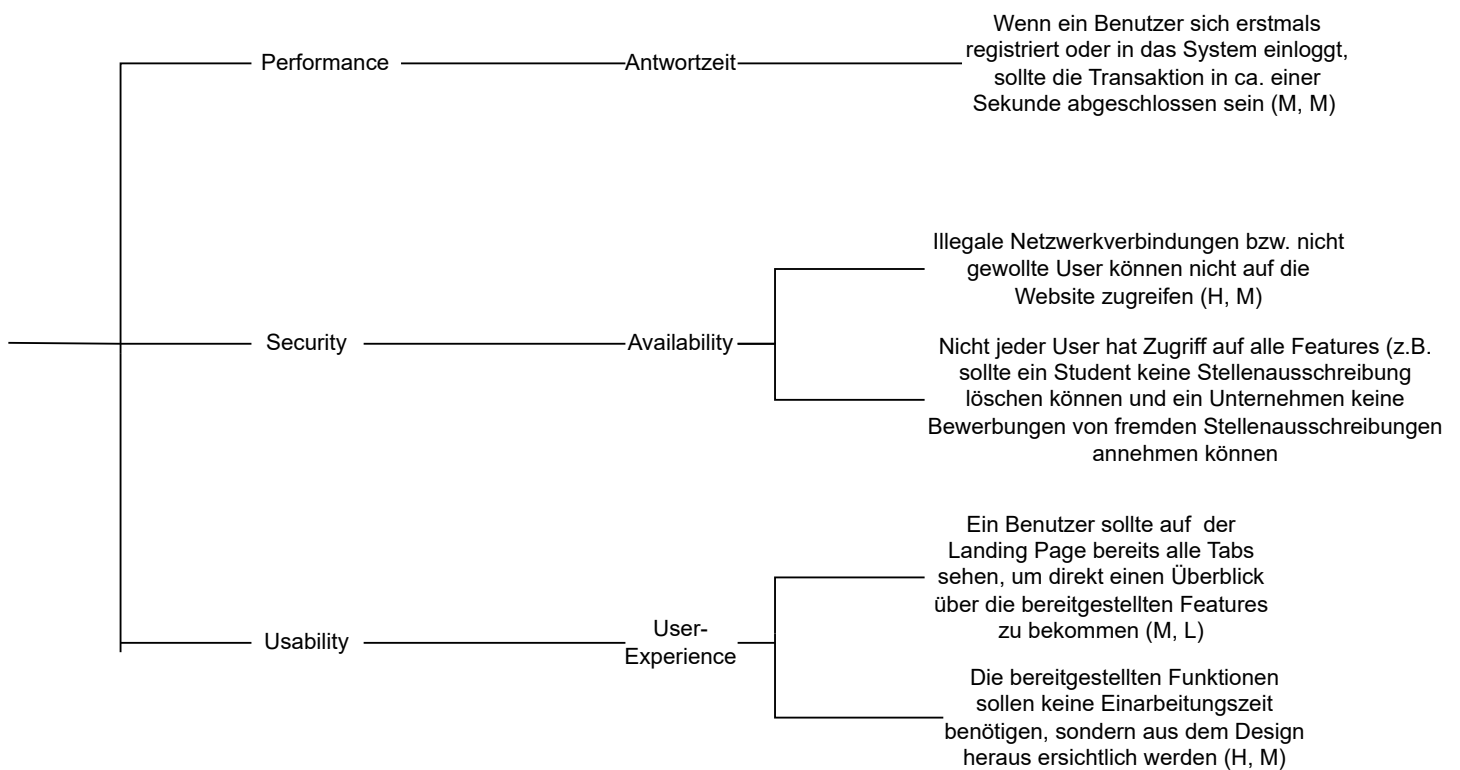 Performance
Antwortzeit
Wenn ein Benutzer sich erstmals
registriert oder in das System einloggt,
sollte die Transaktion in ca. einer
Sekunde abgeschlossen sein (M, M)
Security
Availability
Illegale Netzwerkverbindungen bzw. nicht
gewollte User können nicht auf die
Website zugreifen (H, M)
Nicht jeder User hat Zugriff auf alle Features (z.B.
sollte ein Student keine Stellenausschreibung
löschen können und ein Unternehmen keine
Bewerbungen von fremden Stellenausschreibungen
annehmen können
Usability
User-
Experience
Ein Benutzer sollte auf  der
Landing Page bereits alle Tabs
sehen, um direkt einen Überblick
über die bereitgestellten Features
zu bekommen (M, L)
Die bereitgestellten Funktionen
sollen keine Einarbeitungszeit
benötigen, sondern aus dem Design
heraus ersichtlich werden (H, M)